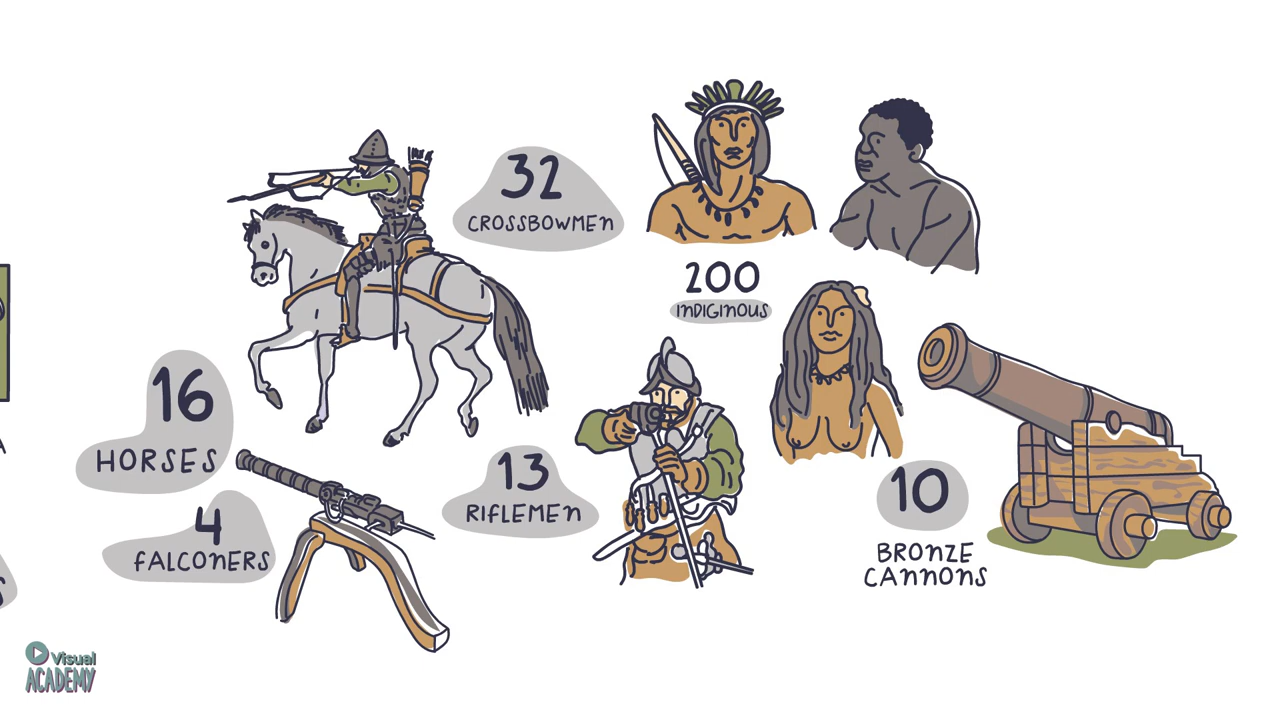 32
CROSSBOWMEN
200
INDIGINOUS
16
HORSES
4
FALCONERS
13
RIFLEMEN
10
BRONZE
CANNONS
Visual
ACADEMY